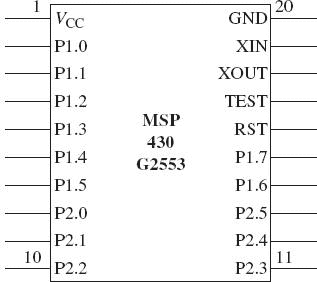 1 20
VCC GND
P1.0 XIN
P1.1 XOUT
P1.2 TEST
MSP
P1.3 RST
430
P1.4 P1.7
G2553
P1.5 P1.6
P2.0 P2.5
P2.1 P2.4
10 11
P2.2 P2.3